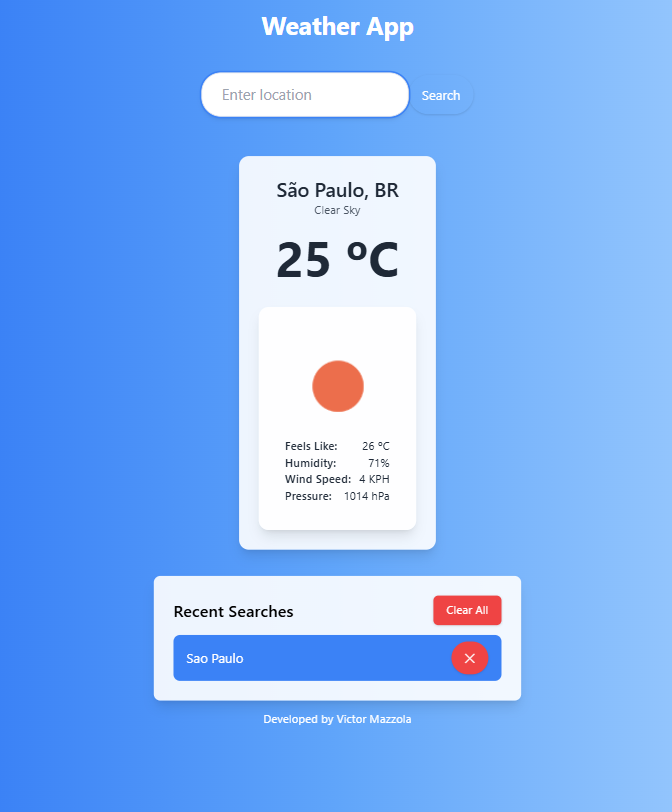 Weather App
Enter location
Search
São Paulo, BR
Clear Sky
25 ºC
Feels Like: 26 ºC
Humidity: 71%
Wind Speed: 4 KPH
Pressure: 1014 hPa
Recent Searches
Clear All
Sao Paulo
Developed by Victor Mazzola